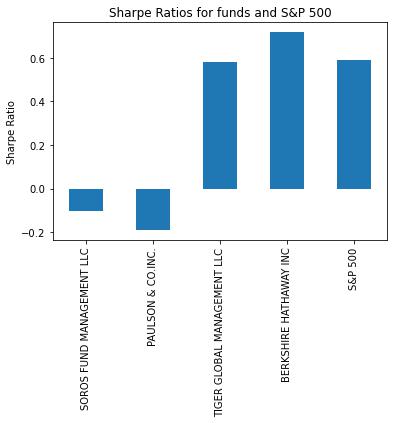 Sharpe Ratios for funds and S&P 500
Sharpe Ratio
0.6
0.4
0.2
0.0
−0.2
SOROS FUND MANAGEMENT LLC
PAULSON & CO.INC.
TIGER GLOBAL MANAGEMENT LLC
BERKSHIRE HATHAWAY INC
S&P 500